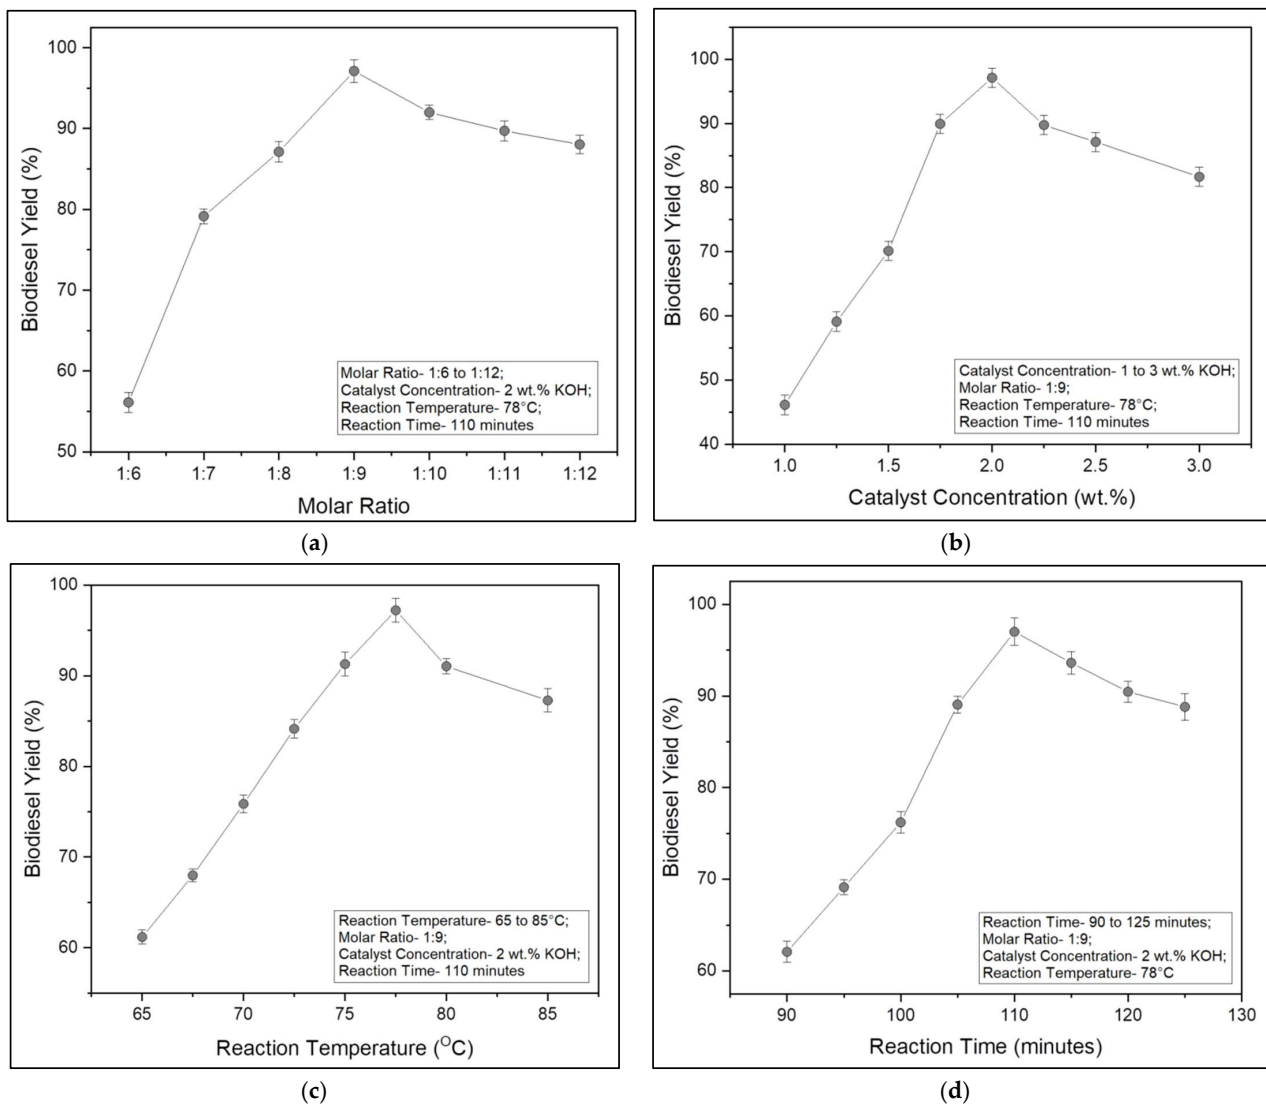 100
90
80
70
60
50
Biodiesel Yield (%)
Molar Ratio- 1:6 to 1:12;
Catalyst Concentration- 2 wt.% KOH;
Reaction Temperature- 78°C;
Reaction Time- 110 minutes
1:6 1:7 1:8 1:9 1:10 1:11 1:12
Molar Ratio
(a)
100
90
80
70
60
50
40
Biodiesel Yield (%)
Catalyst Concentration- 1 to 3 wt.% KOH;
Molar Ratio- 1:9;
Reaction Temperature- 78°C;
Reaction Time- 110 minutes
1.0 1.5 2.0 2.5 3.0
Catalyst Concentration (wt.%)
(b)
100
90
80
70
60
Biodiesel Yield (%)
Reaction Temperature- 65 to 85°C;
Molar Ratio- 1:9;
Catalyst Concentration- 2 wt.% KOH;
Reaction Time- 110 minutes
65 70 75 80 85
Reaction Temperature (OC)
(c)
100
90
80
70
60
Biodiesel Yield (%)
Reaction Time- 90 to 125 minutes;
Molar Ratio- 1:9;
Catalyst Concentration- 2 wt.% KOH;
Reaction Temperature- 78°C
90 100 110 120 130
Reaction Time (minutes)
(d)